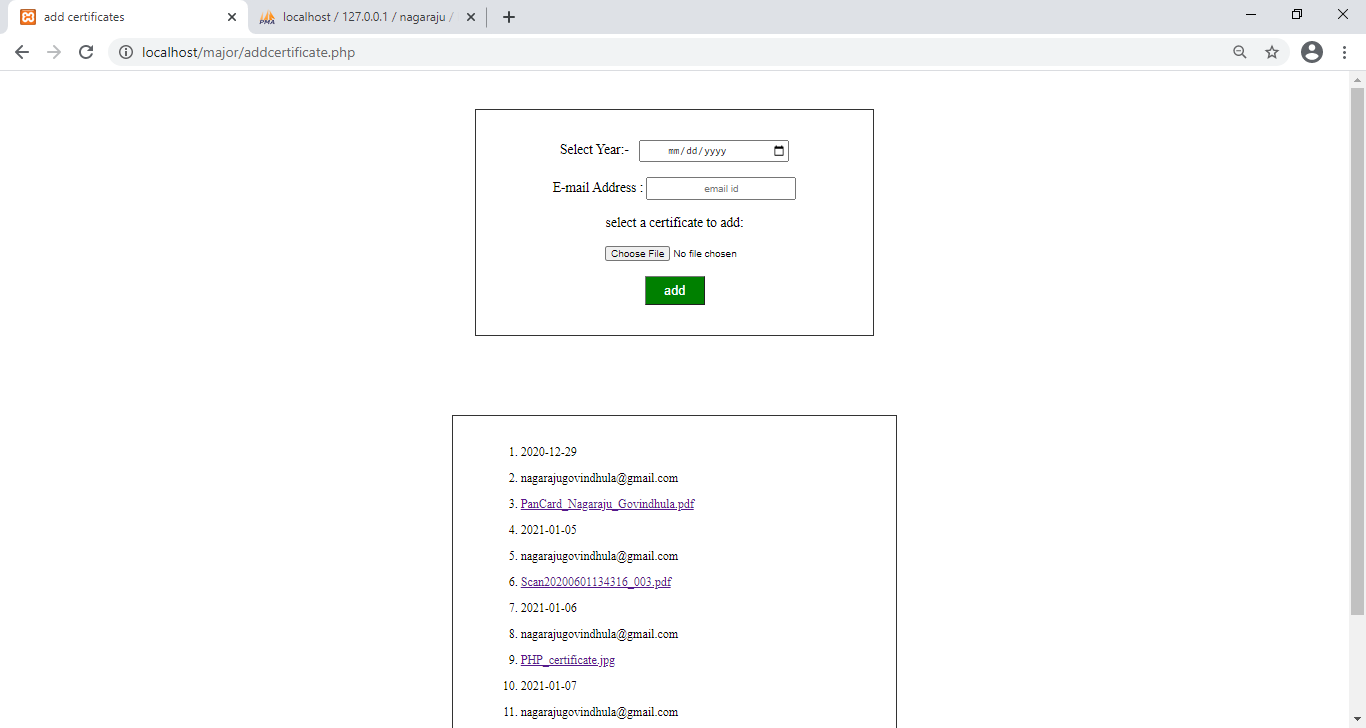 add certificates
PMA localhost / 127.0.0.1 / nagaraju /
localhost/major/addcertificate.php
Select Year:- mm/dd/yyyy
E-mail Address : email id
select a certificate to add:
Choose File No file chosen
add
1. 2020-12-29
2. nagarajugovindhula@gmail.com
3. PanCard_Nagaraju_Govindhula.pdf
4. 2021-01-05
5. nagarajugovindhula@gmail.com
6. Scan20200601134316_003.pdf
7. 2021-01-06
8. nagarajugovindhula@gmail.com
9. PHP_certificate.jpg
10. 2021-01-07
11. nagarajugovindhula@gmail.com